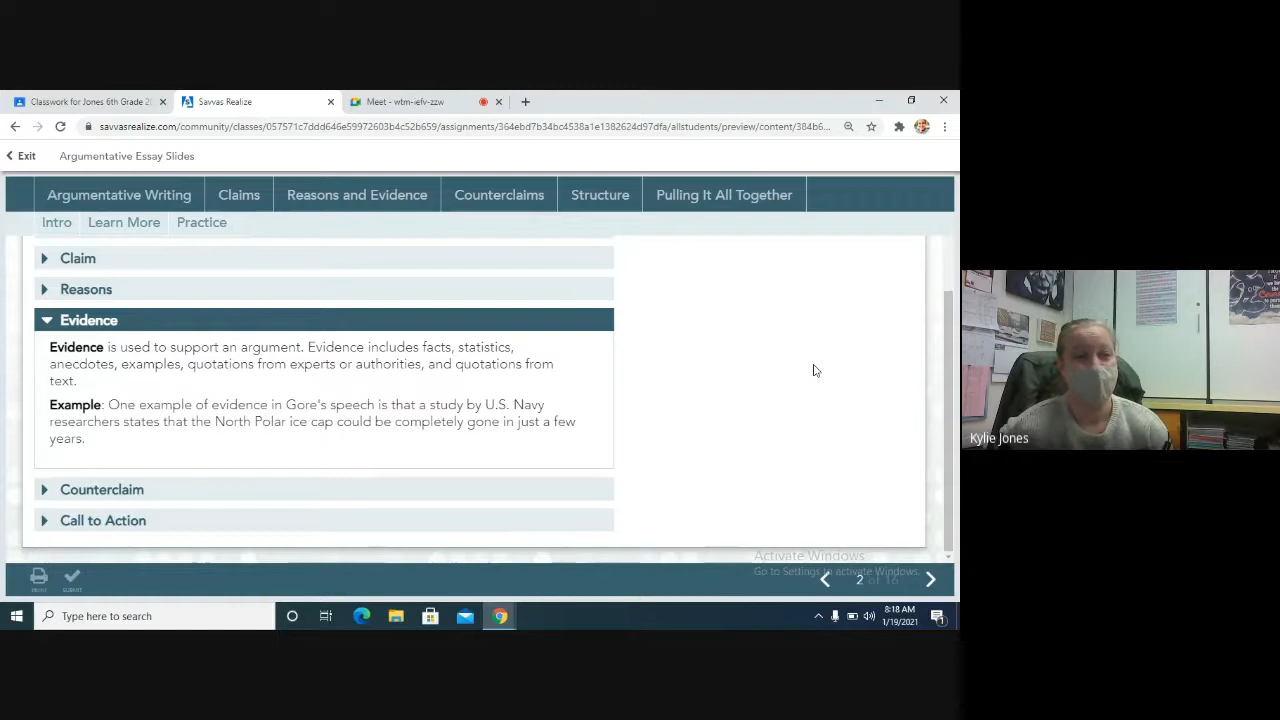 Classwork for Jones 6th Grade 2
Savvas Realize
Meet - wtm-iefv-zzw
savvasrealize.com/community/classes/057571c7ddd646e59972603b4c52b659/assignments/364ebd7b34bc4538a1e1382624d97dfa/allstudents/preview/content/384b6...
Exit
Argumentative Essay Slides
Argumentative Writing
Claims
Reasons and Evidence
Counterclaims
Structure
Pulling It All Together
Intro
Learn More
Practice
Claim
Reasons
Evidence
Evidence is used to support an argument. Evidence includes facts, statistics,
anecdotes, examples, quotations from experts or authorities, and quotations from
text.
Example: One example of evidence in Gore's speech is that a study by U.S. Navy
researchers states that the North Polar ice cap could be completely gone in just a few
years.
Counterclaim
Call to Action
Activate Windows
Go to Settings to activate Windows.
PRINT
SUBMIT
2 of 16
Type here to search
8:18 AM
1/19/2021
1
Kylie Jones